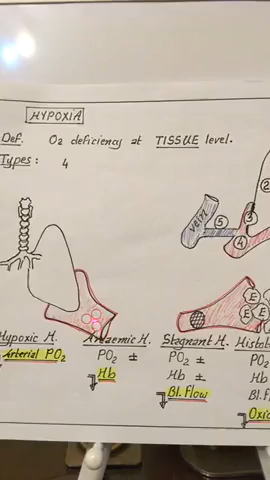 HYPOXIA
Def. O2 deficiency at TISSUE level.
Types: 4
vein
2
3
5
4
E E
E E
Hypoxic H. Anaemic H. Stagnant H.
Arterial PO2 PO2 ± PO2 ± PO2
Hb Hb ± Hb
Bl. Flow Bl. F